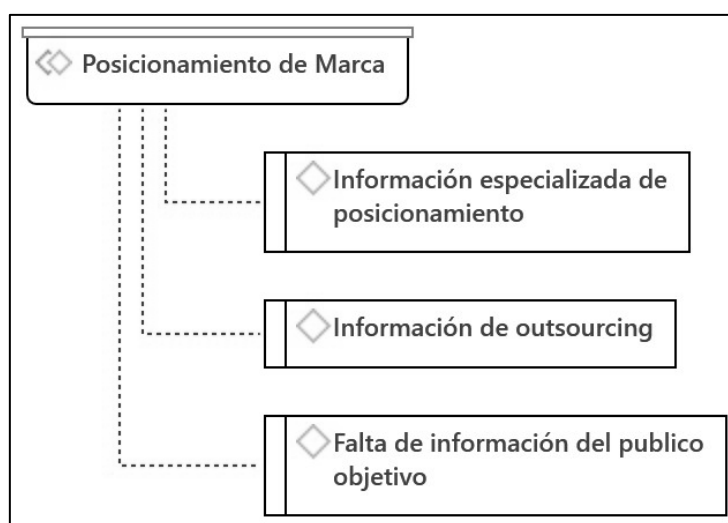 Posicionamiento de Marca
Información especializada de
posicionamiento
Información de outsourcing
Falta de información del publico
objetivo